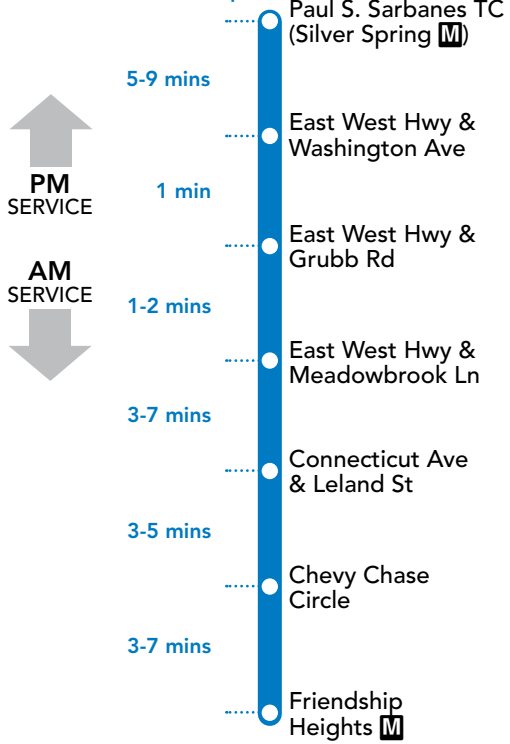 Paul S. Sarbanes TC
(Silver Spring M)
5-9 mins
East West Hwy &
Washington Ave
PM
SERVICE
1 min
East West Hwy &
Grubb Rd
AM
SERVICE
1-2 mins
East West Hwy &
Meadowbrook Ln
3-7 mins
Connecticut Ave
& Leland St
3-5 mins
Chevy Chase
Circle
3-7 mins
Friendship
Heights M